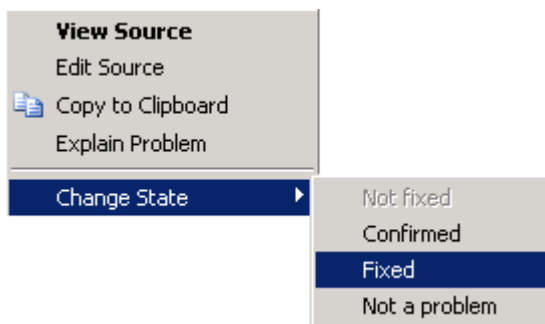 View Source
Edit Source
Copy to Clipboard
Explain Problem
Change State
Not fixed
Confirmed
Fixed
Not a problem